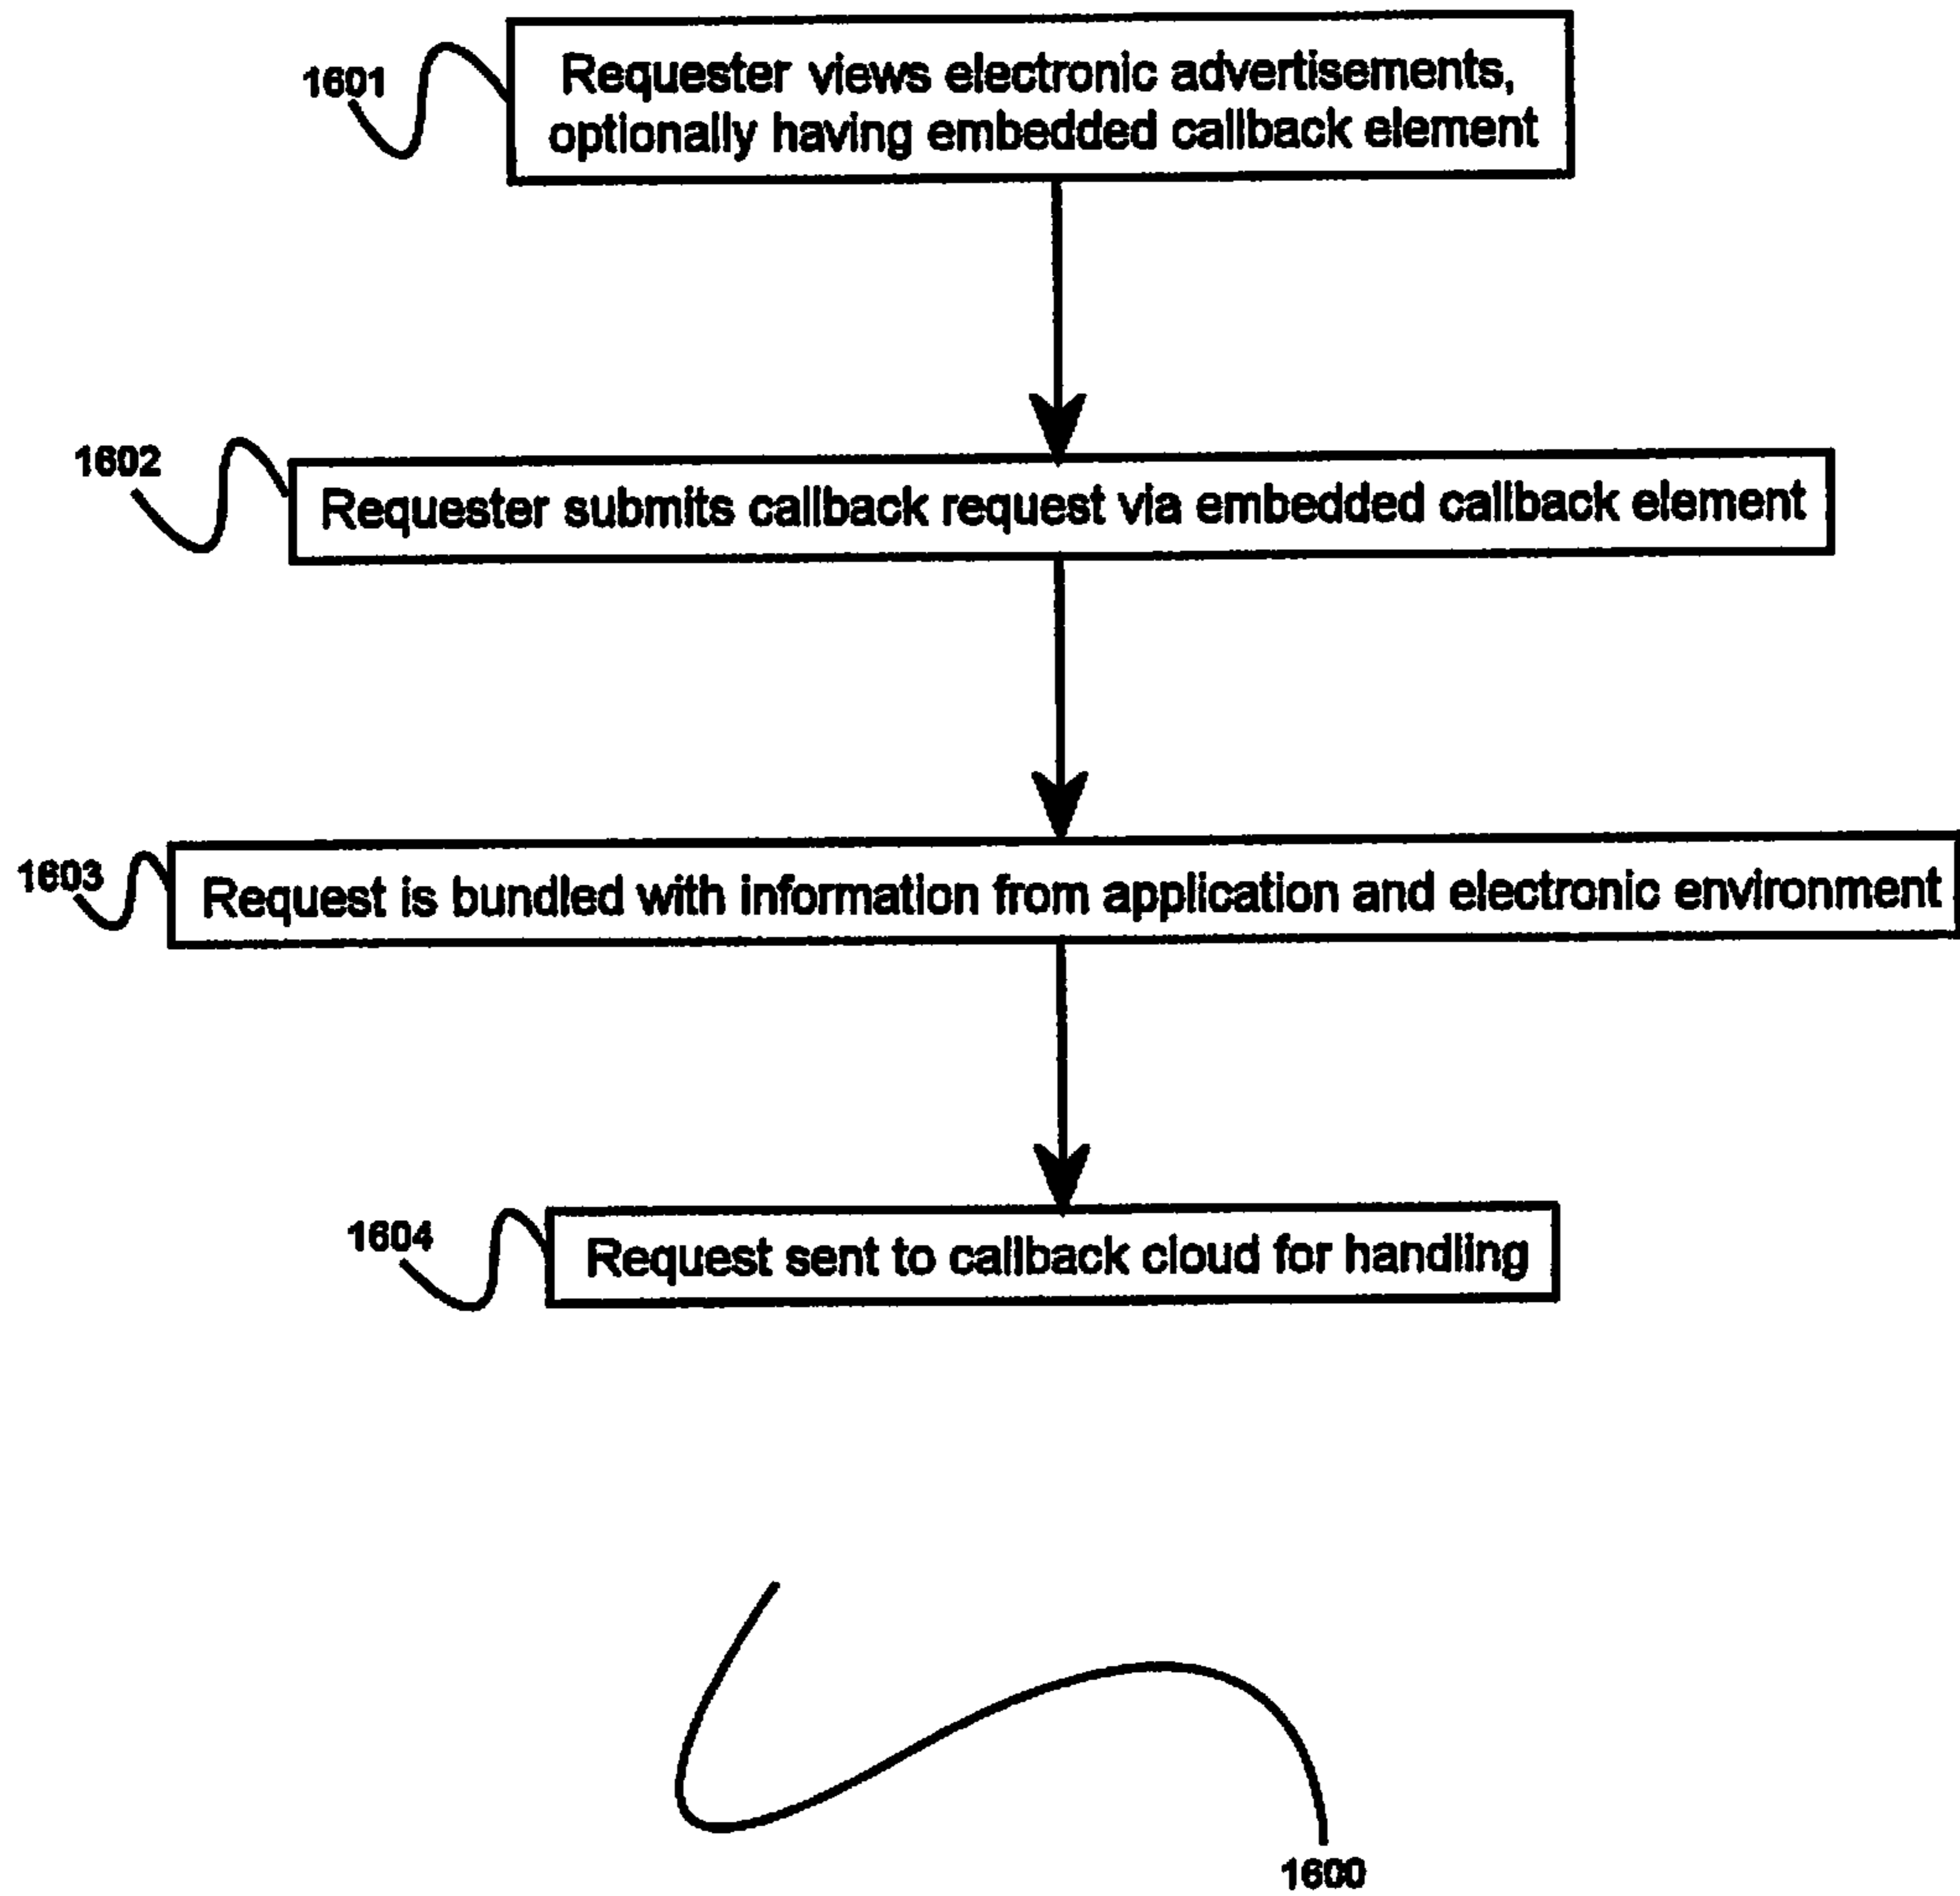 1601
Requester views electronic advertisements,
optionally having embedded callback element
1602
Requester submits callback request via embedded callback element
1603
Request is bundled with information from application and electronic environment
1604
Request sent to callback cloud for handling
1600